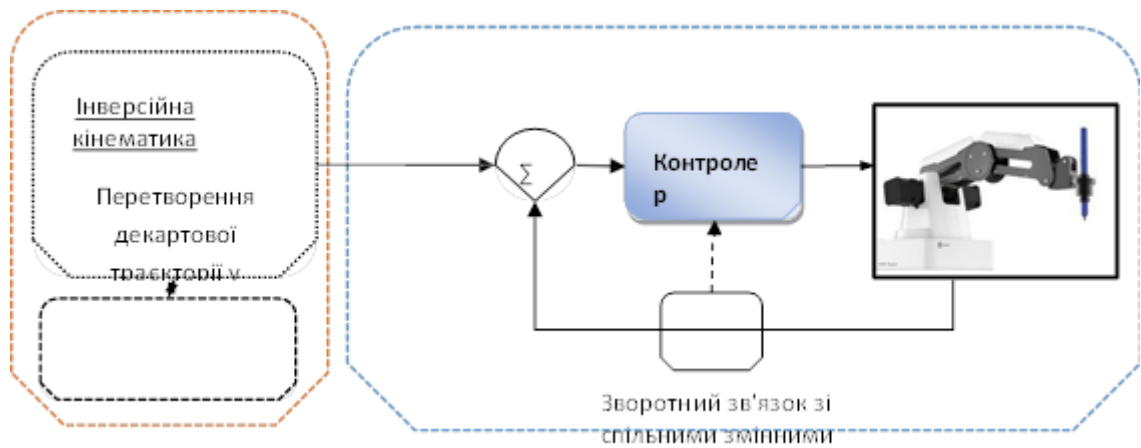 Інверсійна
кінематика
Перетворення
декартової
траєкторії у
Σ
Контроле
р
Зворотний зв'язок зі
спільними змінними